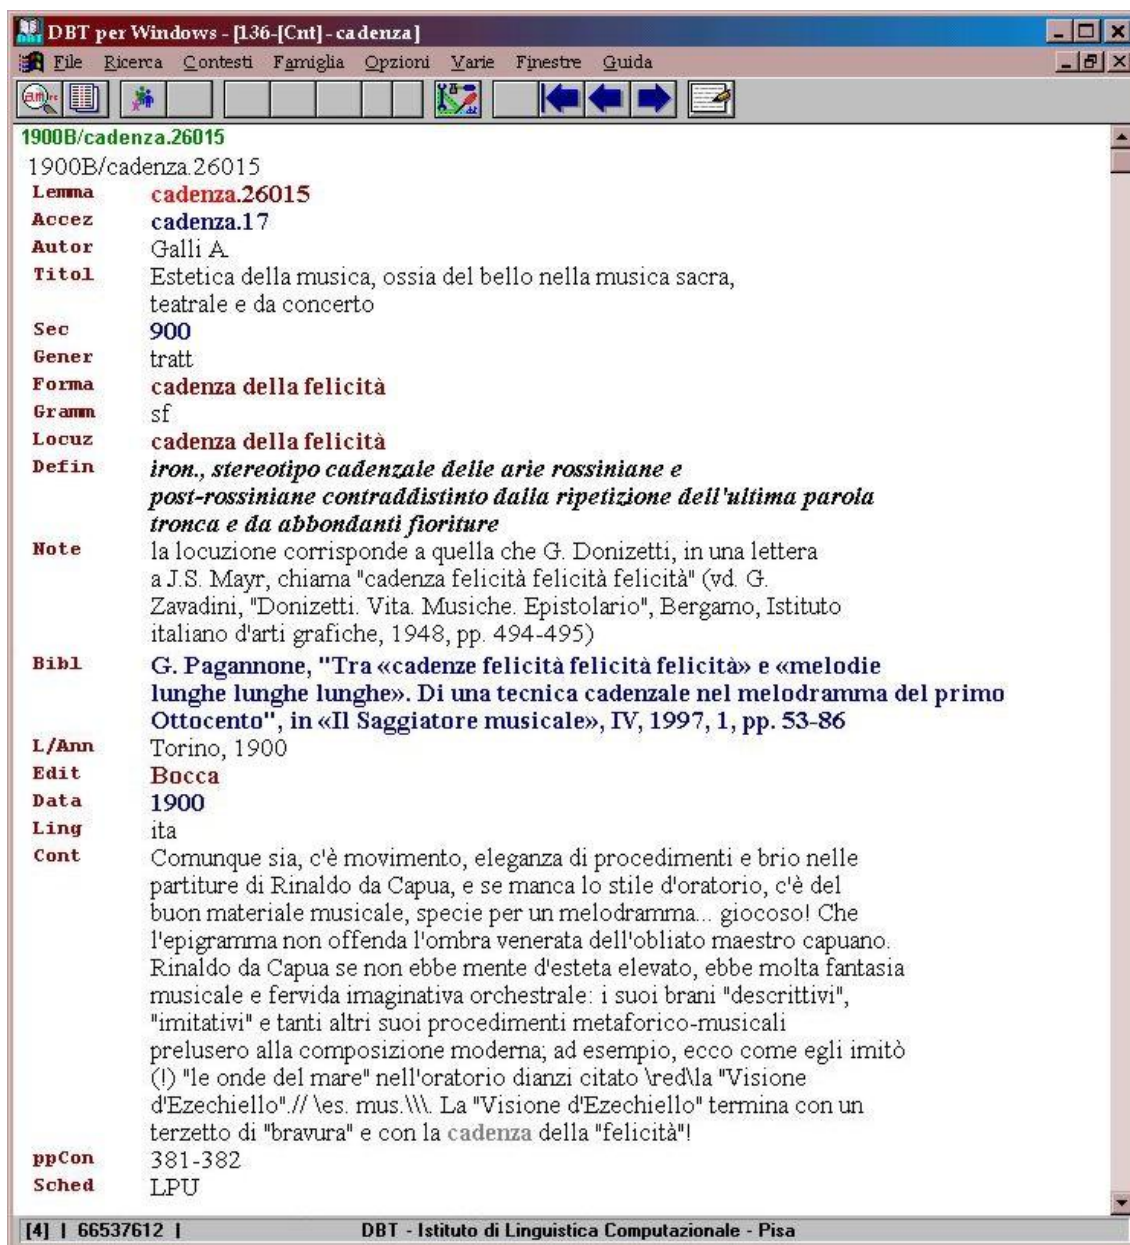 DBT per Windows - [136-[Cnt] - cadenza]
File Ricerca Contesti Famiglia Opzioni Varie Finestre Guida
1900B/cadenza.26015
1900B/cadenza.26015
Lemma cadenza.26015
Accez cadenza.17
Autor Galli A.
Titol Estetica della musica, ossia del bello nella musica sacra,
teatrale e da concerto
Sec 900
Gener tratt
Forma cadenza della felicità
Gramm sf
Locuz cadenza della felicità
Defin iron., stereotipo cadenzale delle arie rossiniane e
post-rossiniane contraddistinto dalla ripetizione dell'ultima parola
tronca e da abbondanti fioriture
Note la locuzione corrisponde a quella che G. Donizetti, in una lettera
a J.S. Mayr, chiama "cadenza felicità felicità felicità" (vd. G.
Zavadini, "Donizetti. Vita. Musiche. Epistolario", Bergamo, Istituto
italiano d'arti grafiche, 1948, pp. 494-495)
Bibl G. Pagannone, "Tra «cadenze felicità felicità felicità» e «melodie
lunghe lunghe lunghe». Di una tecnica cadenzale nel melodramma del primo
Ottocento", in «Il Saggiatore musicale», IV, 1997, 1, pp. 53-86
L/Ann Torino, 1900
Edit Bocca
Data 1900
Ling ita
Cont Comunque sia, c'è movimento, eleganza di procedimenti e brio nelle
partiture di Rinaldo da Capua, e se manca lo stile d'oratorio, c'è del
buon materiale musicale, specie per un melodramma... giocoso! Che
l'epigramma non offenda l'ombra venerata dell'obliato maestro capuano.
Rinaldo da Capua se non ebbe mente d'esteta elevato, ebbe molta fantasia
musicale e fervida imaginativa orchestrale: i suoi brani "descrittivi",
"imitativi" e tanti altri suoi procedimenti metaforico-musicali
prelusero alla composizione moderna; ad esempio, ecco come egli imitò
(!) "le onde del mare" nell'oratorio dianzi citato \red\la "Visione
d'Ezechiello".// \es. mus.\\\. La "Visione d'Ezechiello" termina con un
terzetto di "bravura" e con la cadenza della "felicità"!
ppCon 381-382
Sched LPU
[4] | 66537612 | DBT - Istituto di Linguistica Computazionale - Pisa